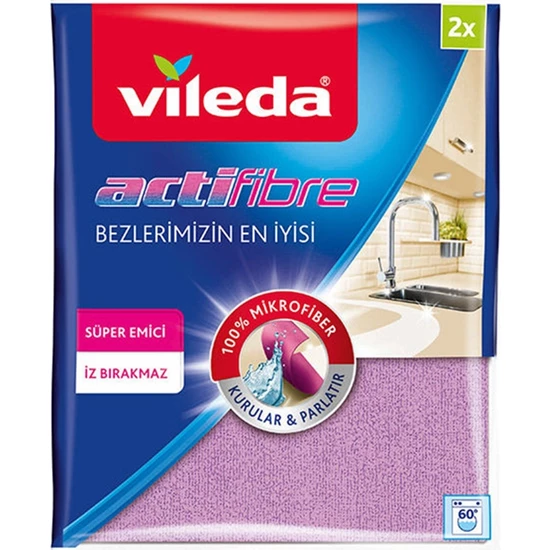 2x
vileda®
actifibre
BEZLERİMİZİN EN İYİSİ
SÜPER EMİCİ
İZ BIRAKMAZ
100% MİKROFİBER
KURULAR & PARLATIR
60°